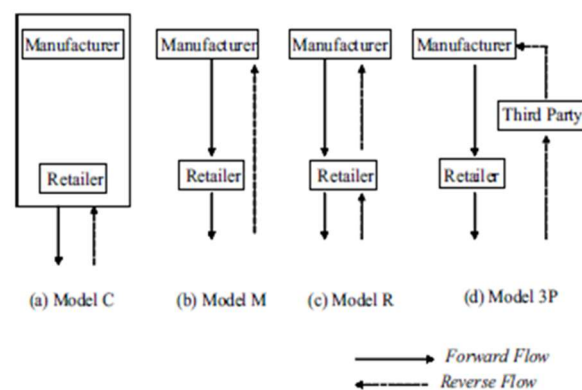 Manufacturer Manufacturer Manufacturer Manufacturer
Third Party
Retailer Retailer Retailer Retailer
(a) Model C (b) Model M (c) Model R (d) Model 3P
Forward Flow
Reverse Flow